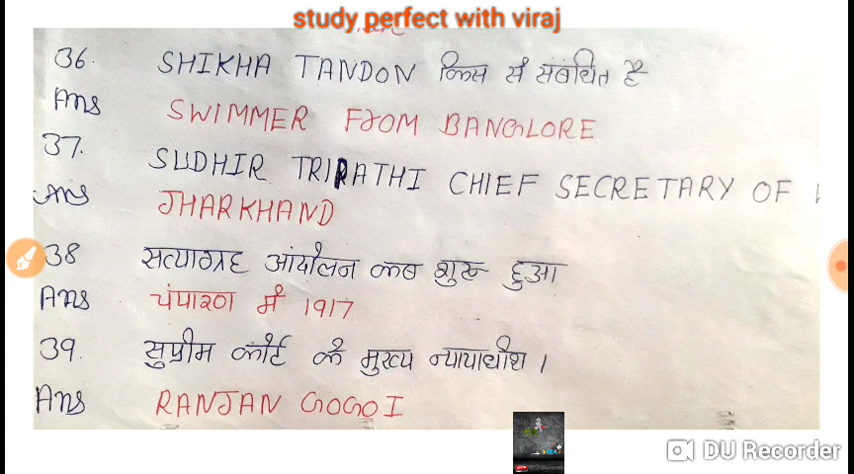 study perfect with viraj
36. SHIKHA TANDON किस से संबंधित है
Ans SWIMMER FROM BANGLORE
37. SUDHIR TRIPATHI CHIEF SECRETARY OF
Ans JHARKHAND
38 सत्याग्रह आंदोलन कब शुरू हुआ
Ans चंपारण में 1917
39. सुप्रीम कोर्ट के मुख्य न्यायाधीश ।
Ans RANJAN GOGOI
DU Recorder